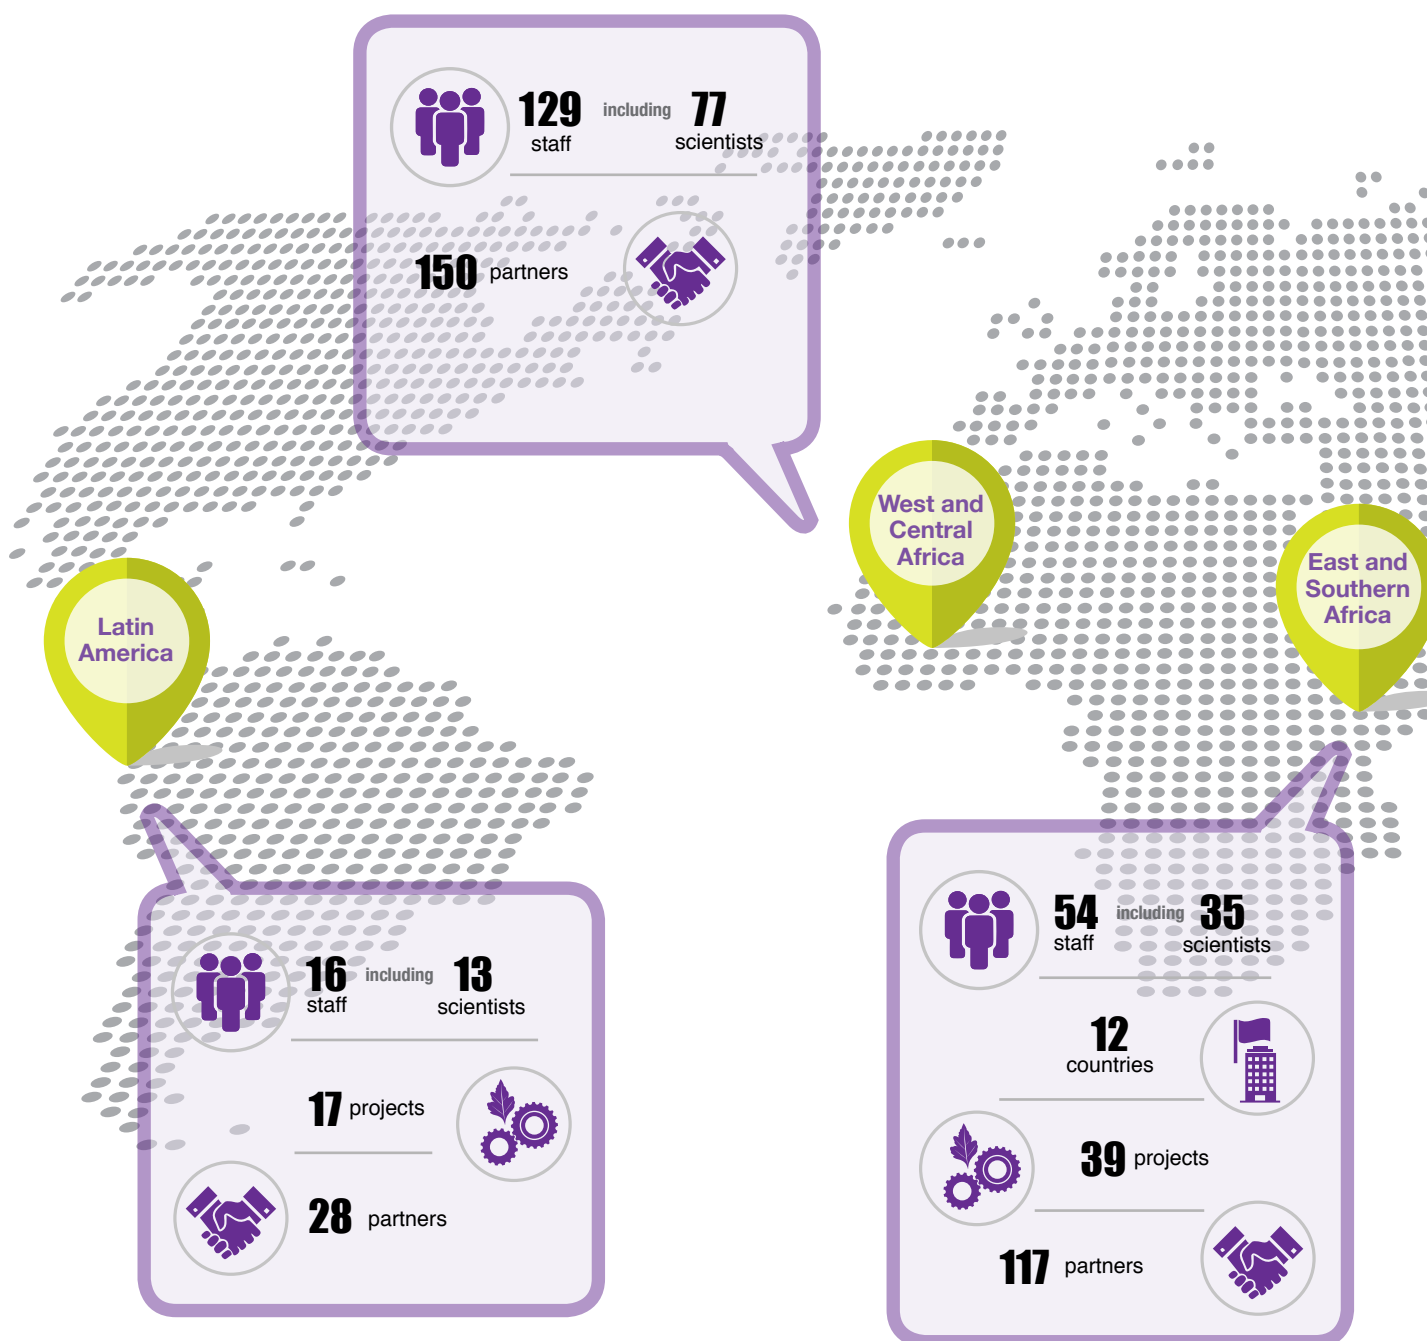 129 including 77
staff scientists
150 partners
West and
Central
Africa
East and
Southern
Africa
Latin
America
16 including 13
staff scientists
17 projects
28 partners
54 including 35
staff scientists
12
countries
39 projects
117 partners